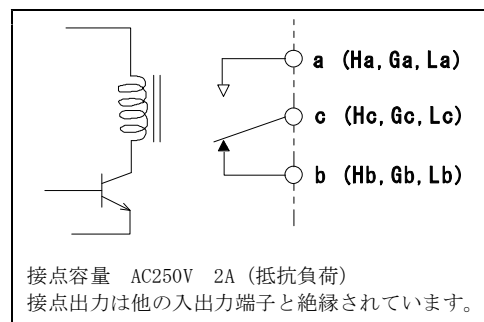 a (Ha, Ga, La)
c (Hc, Gc, Lc)
b (Hb, Gb, Lb)
接点容量　AC250V　2A (抵抗負荷)
接点出力は他の入出力端子と絶縁されています。